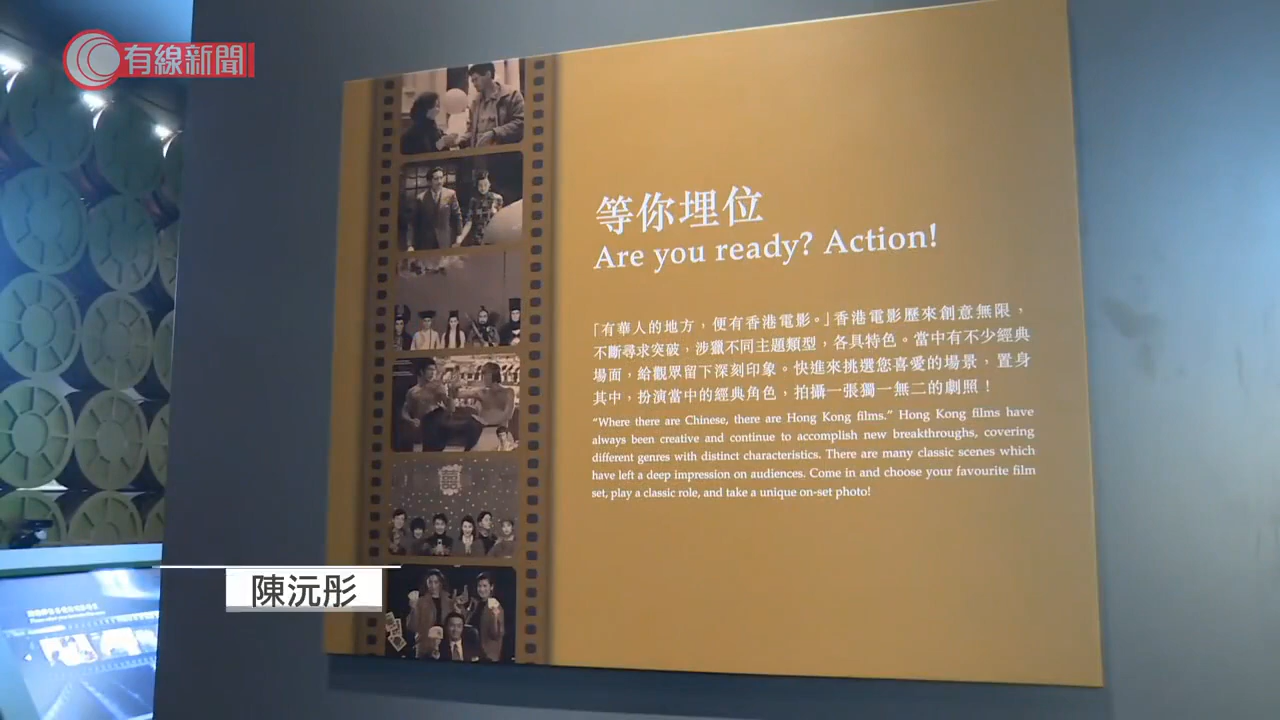 有線新聞
等你埋位
Are you ready? Action!
「有華人的地方，便有香港電影。」香港電影歷來創意無限，
不斷尋求突破，涉獵不同主題類型，各具特色。當中有不少經典
場面，給觀眾留下深刻印象。快進來挑選您喜愛的場景，置身
其中，扮演當中的經典角色，拍攝一張獨一無二的劇照！
“Where there are Chinese, there are Hong Kong films.” Hong Kong films have
always been creative and continue to accomplish new breakthroughs, covering
different genres with distinct characteristics. There are many classic scenes which
have left a deep impression on audiences. Come in and choose your favourite film
set, play a classic role, and take a unique on-set photo!
陳沅彤